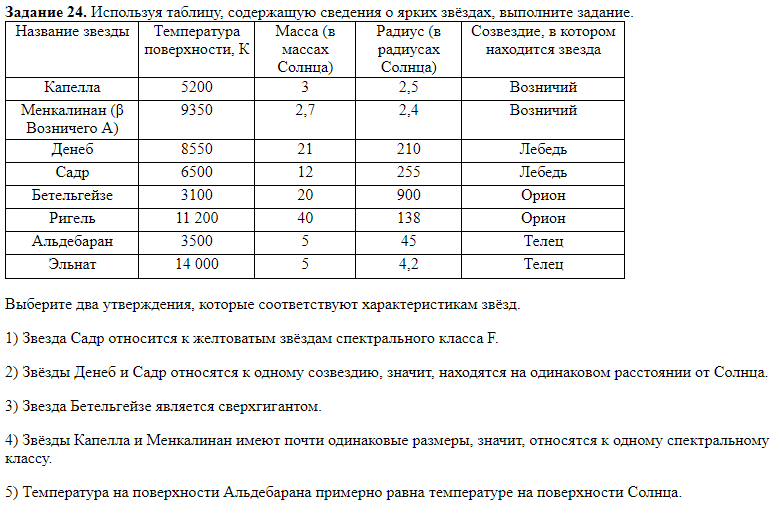 Задание 24. Используя таблицу, содержащую сведения о ярких звёздах, выполните задание.
Название звезды | Температура поверхности, К | Масса (в массах Солнца) | Радиус (в радиусах Солнца) | Созвездие, в котором находится звезда
Капелла | 5200 | 3 | 2,5 | Возничий
Менкалинан (β Возничего А) | 9350 | 2,7 | 2,4 | Возничий
Денеб | 8550 | 21 | 210 | Лебедь
Садр | 6500 | 12 | 255 | Лебедь
Бетельгейзе | 3100 | 20 | 900 | Орион
Ригель | 11 200 | 40 | 138 | Орион
Альдебаран | 3500 | 5 | 45 | Телец
Эльнат | 14 000 | 5 | 4,2 | Телец
Выберите два утверждения, которые соответствуют характеристикам звёзд.
1) Звезда Садр относится к желтоватым звёздам спектрального класса F.
2) Звёзды Денеб и Садр относятся к одному созвездию, значит, находятся на одинаковом расстоянии от Солнца.
3) Звезда Бетельгейзе является сверхгигантом.
4) Звёзды Капелла и Менкалинан имеют почти одинаковые размеры, значит, относятся к одному спектральному
классу.
5) Температура на поверхности Альдебарана примерно равна температуре на поверхности Солнца.